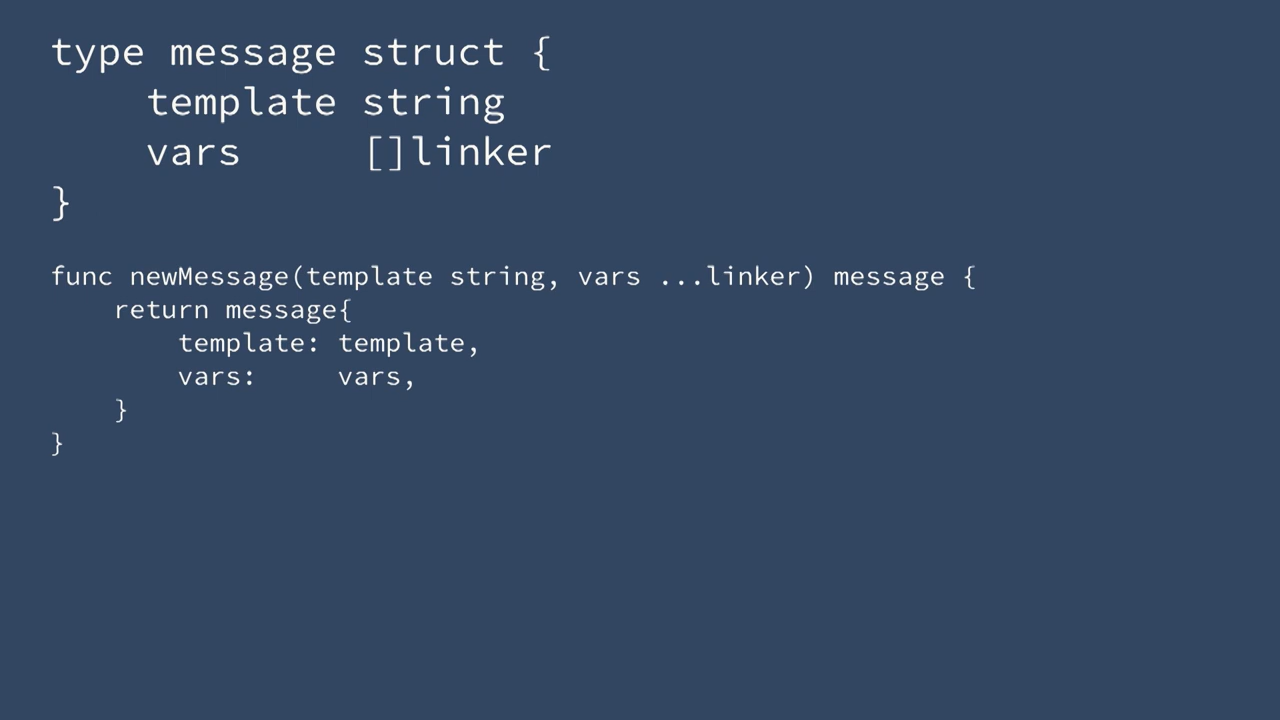 type message struct {
    template string
    vars     []linker
}
func newMessage(template string, vars ...linker) message {
    return message{
        template: template,
        vars:     vars,
    }
}